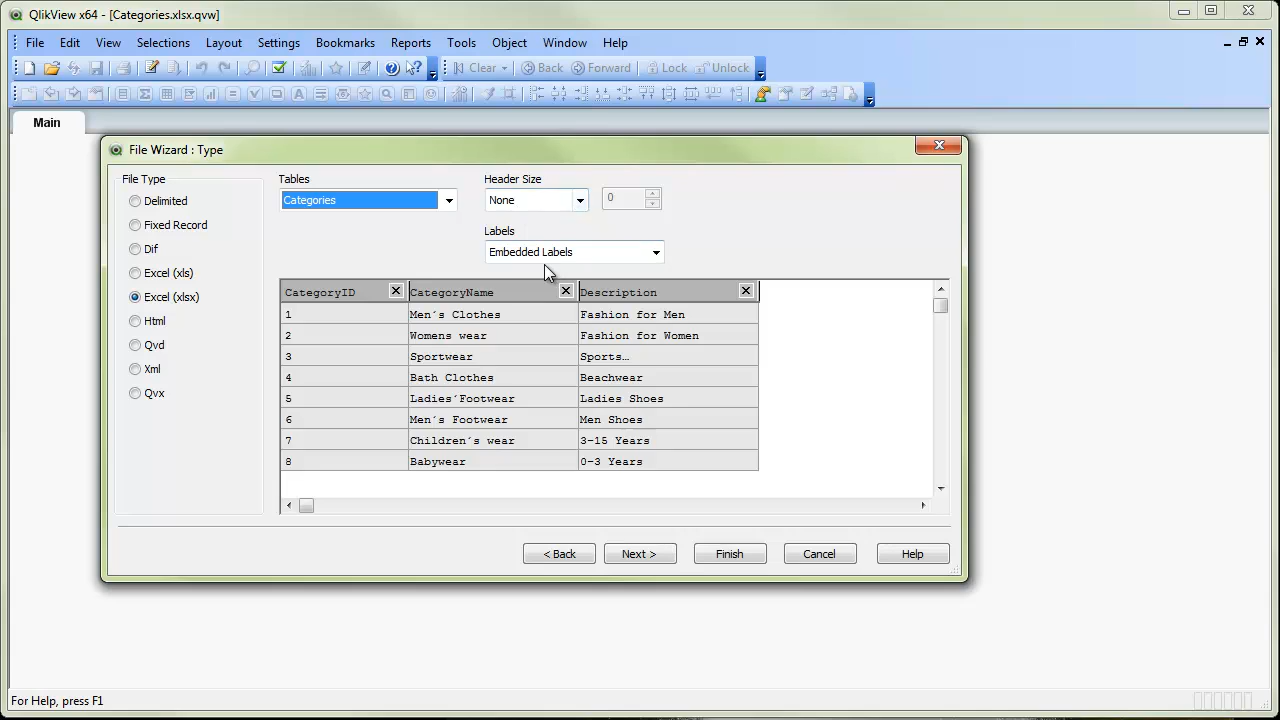 QlikView x64 - [Categories.xlsx.qvw]
File Edit View Selections Layout Settings Bookmarks Reports Tools Object Window Help
Clear Back Forward Lock Unlock
Main
File Wizard : Type
File Type
Delimited
Fixed Record
Dif
Excel (xls)
Excel (xlsx)
Html
Qvd
Xml
Qvx
Tables
Categories
Header Size
None 0
Labels
Embedded Labels
CategoryID CategoryName Description
1 Men´s Clothes Fashion for Men
2 Womens wear Fashion for Women
3 Sportwear Sports…
4 Bath Clothes Beachwear
5 Ladies´Footwear Ladies Shoes
6 Men´s Footwear Men Shoes
7 Children´s wear 3-15 Years
8 Babywear 0-3 Years
< Back Next > Finish Cancel Help
For Help, press F1